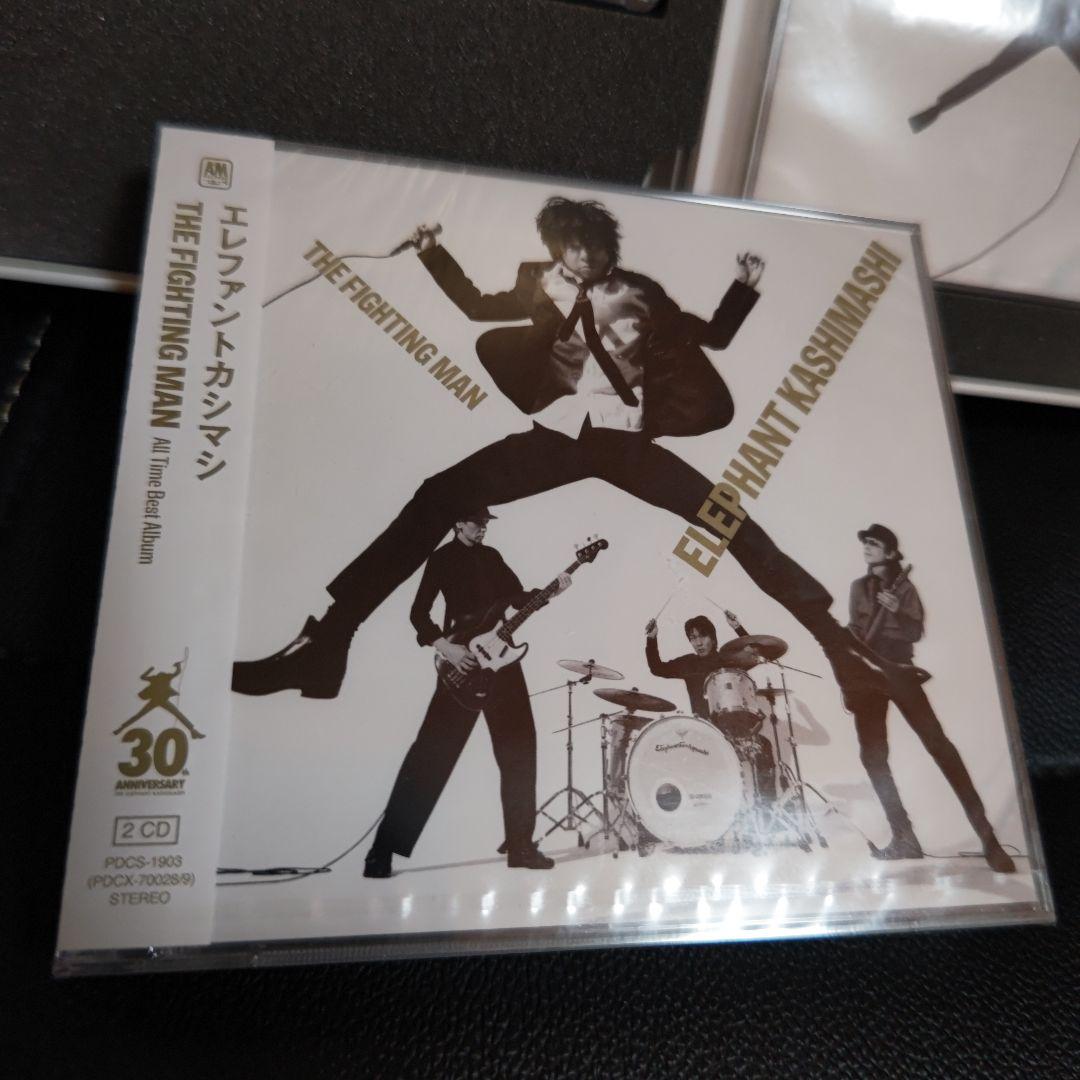 AM
エレファントカシマシ
THE FIGHTING MAN All Time Best Album
30th
ANNIVERSARY
2 CD
PDCS-1903
(PDCX-70028/9)
STEREO
THE FIGHTING MAN
ELEPHANT KASHIMASHI